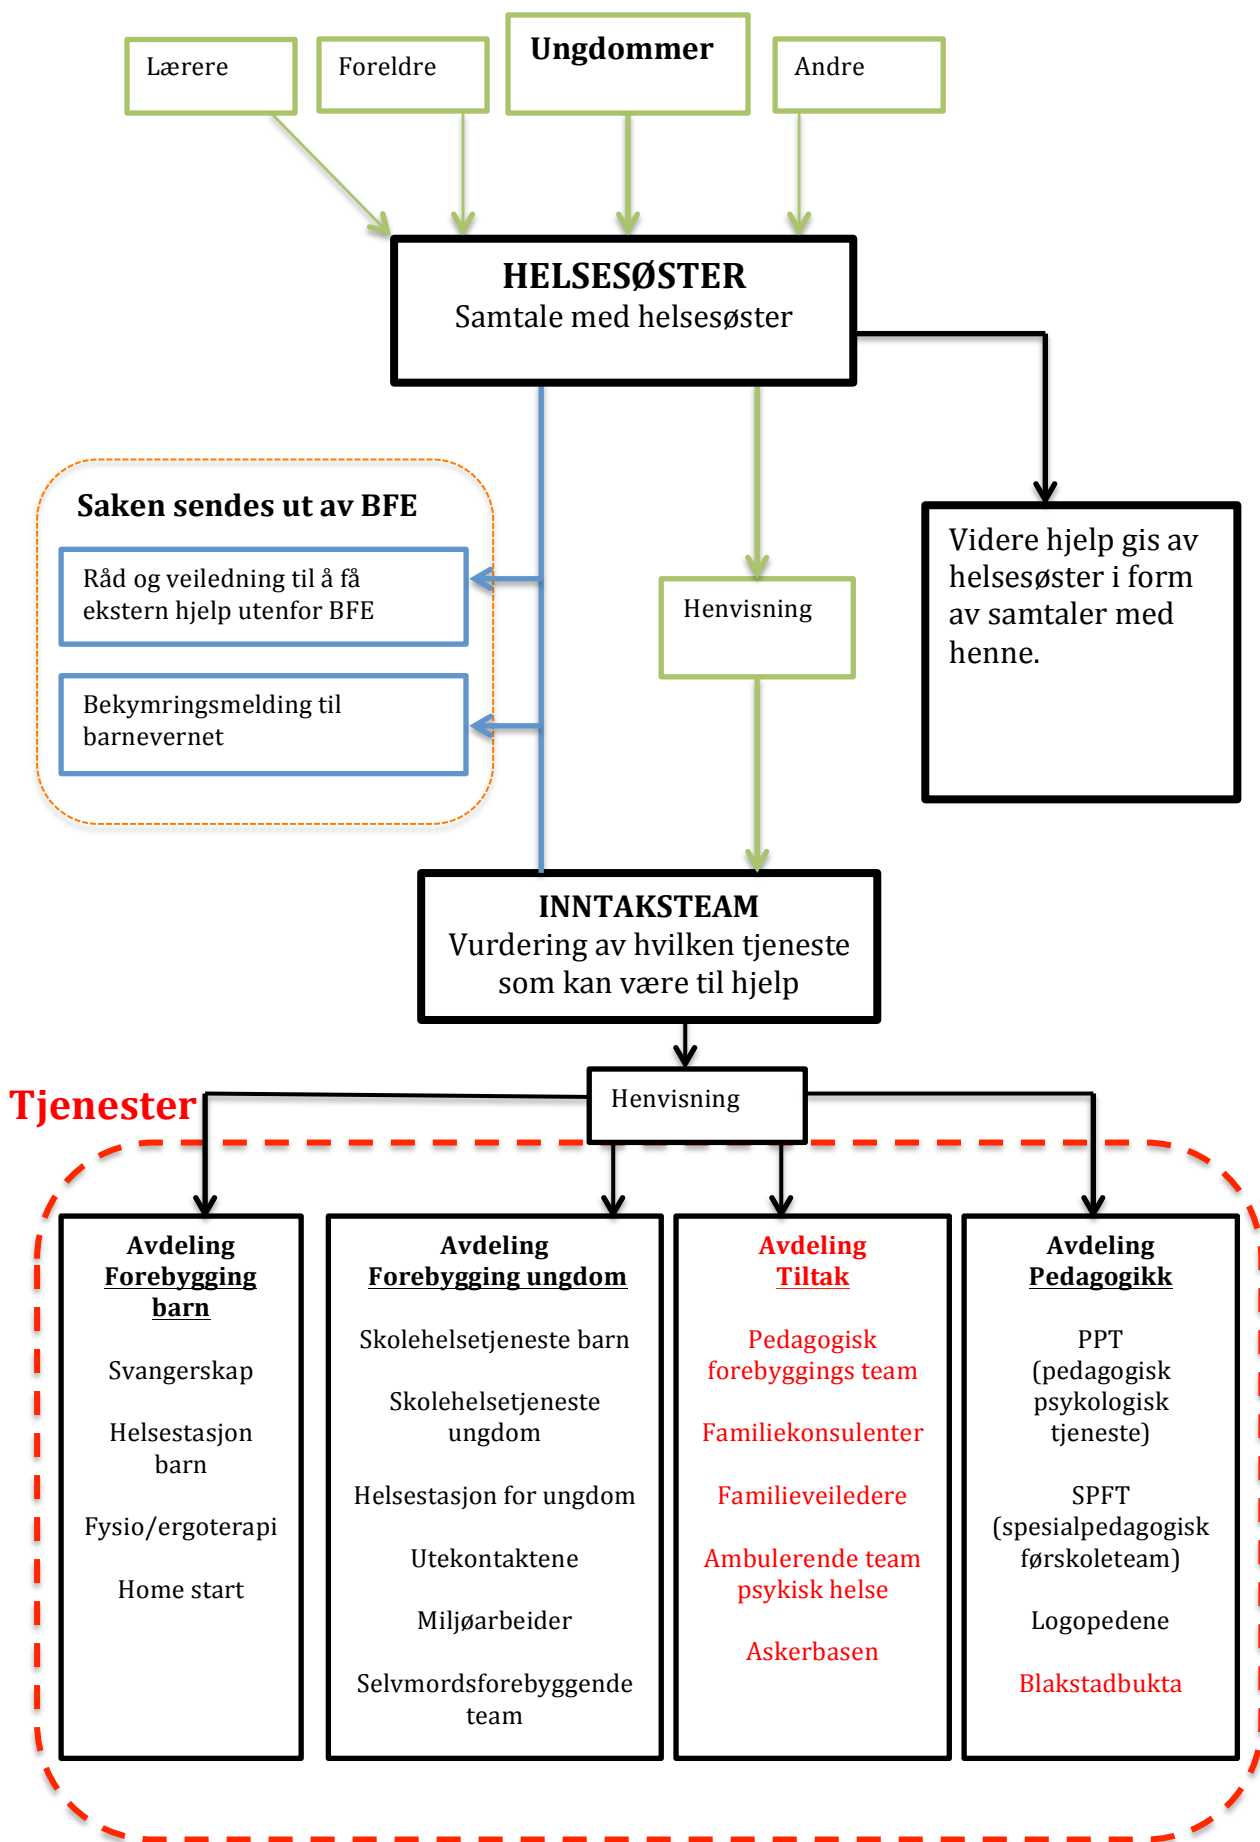 Lærere
Foreldre
Ungdommer
Andre
HELSESØSTER
Samtale med helsesøster
Saken sendes ut av BFE
Råd og veiledning til å få
ekstern hjelp utenfor BFE
Bekymringsmelding til
barnevernet
Henvisning
Videre hjelp gis av
helsesøster i form
av samtaler med
henne.
INNTAKSTEAM
Vurdering av hvilken tjeneste
som kan være til hjelp
Henvisning
Tjenester
Avdeling
Forebygging
barn
Svangerskap
Helsestasjon
barn
Fysio/ergoterapi
Home start
Avdeling
Forebygging ungdom
Skolehelsetjeneste barn
Skolehelsetjeneste
ungdom
Helsestasjon for ungdom
Utekontaktene
Miljøarbeider
Selvmordsforebyggende
team
Avdeling
Tiltak
Pedagogisk
forebyggings team
Familiekonsulenter
Familieveiledere
Ambulerende team
psykisk helse
Askerbasen
Avdeling
Pedagogikk
PPT
(pedagogisk
psykologisk
tjeneste)
SPFT
(spesialpedagogisk
førskoleteam)
Logopedene
Blakstadbukta